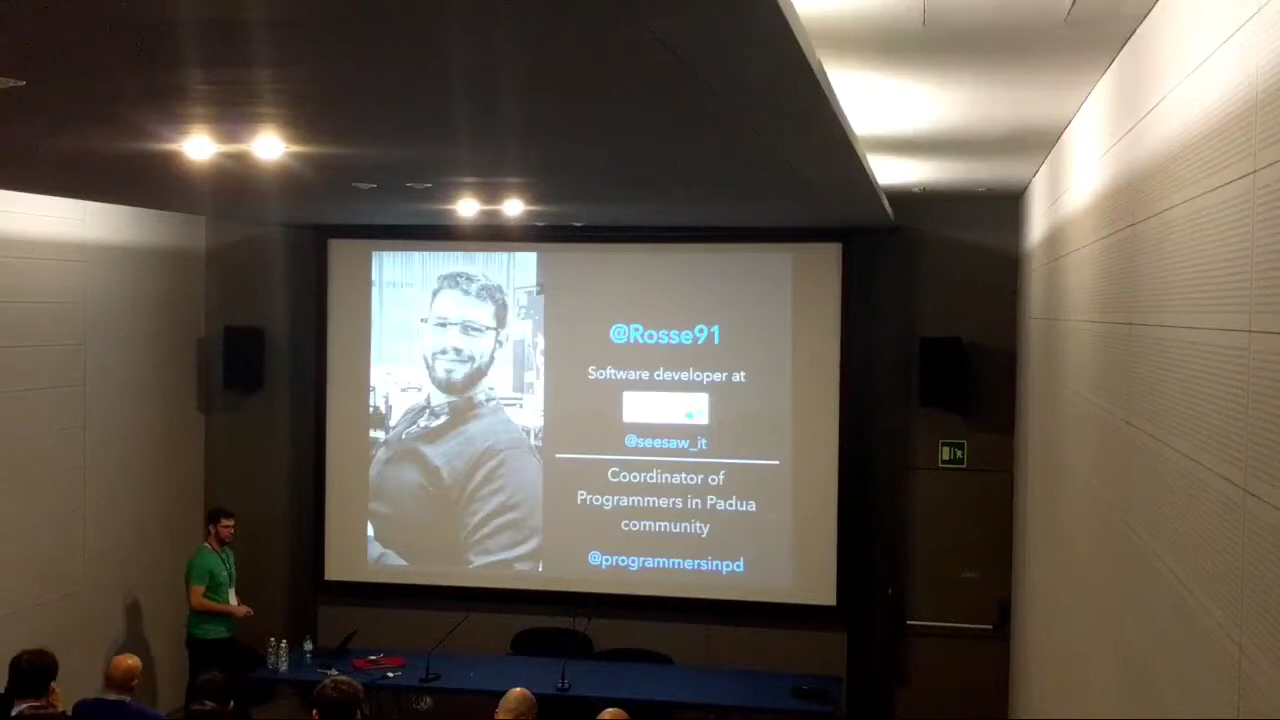 @Rosse91
Software developer at
@seesaw_it
Coordinator of
Programmers in Padua
community
@programmersinpd